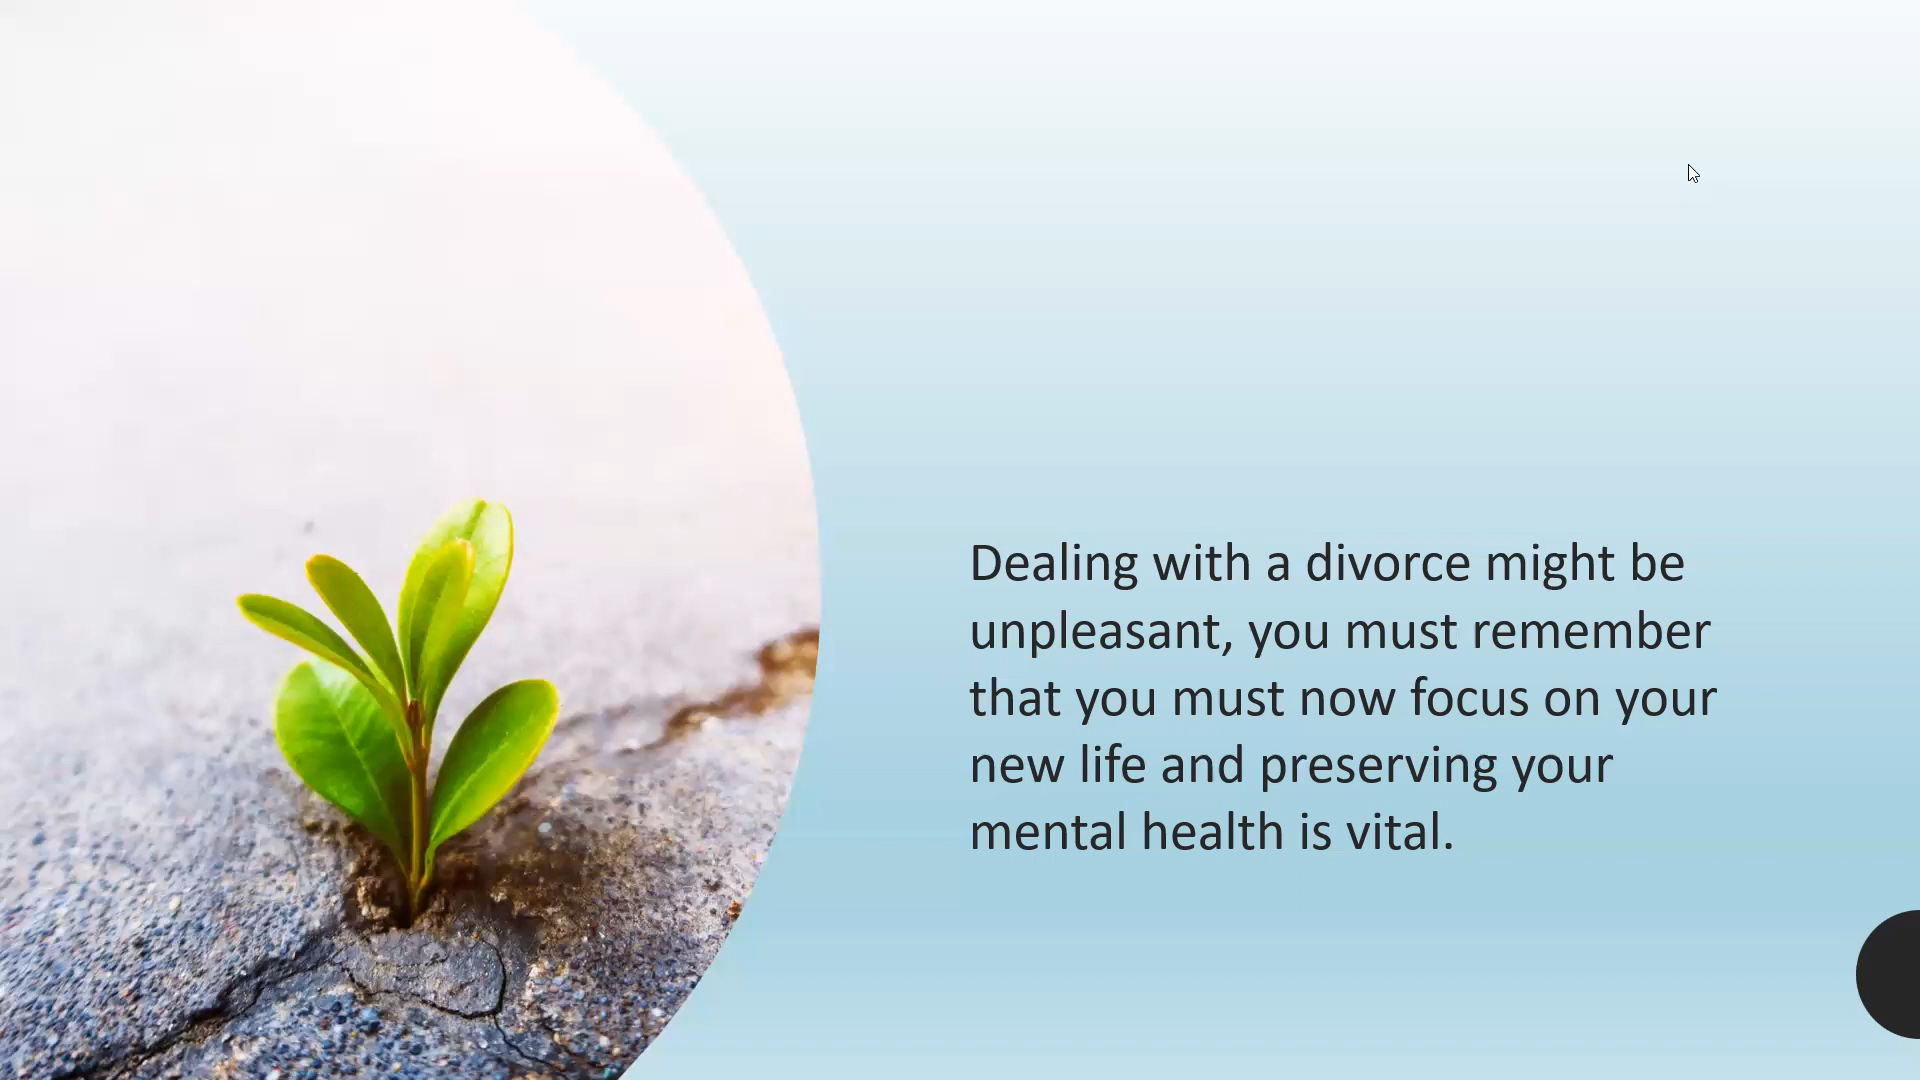 Dealing with a divorce might be
unpleasant, you must remember
that you must now focus on your
new life and preserving your
mental health is vital.